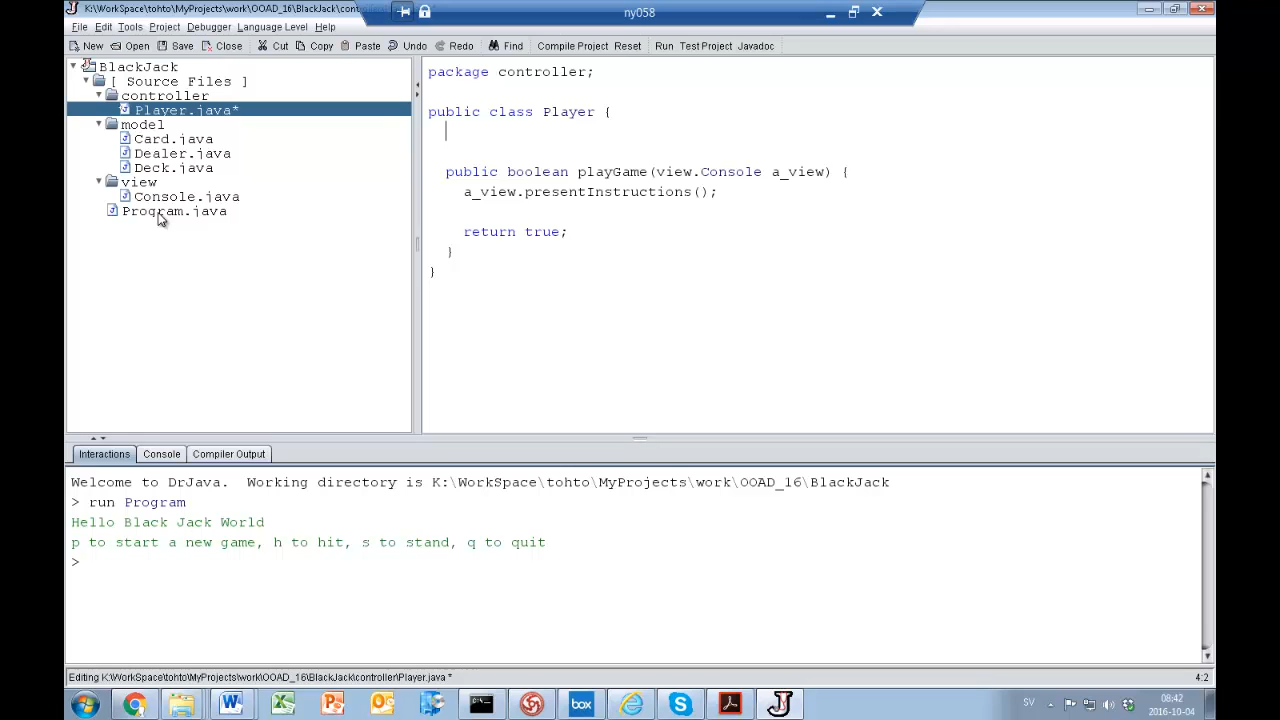 K:\WorkSpace\tohto\MyProjects\work\OOAD_16\BlackJack\
ny058
File Edit Tools Project Debugger Language Level Help
New Open Save Close Cut Copy Paste Undo Redo Find Compile Project Reset Run Test Project Javadoc
BlackJack
[ Source Files ]
controller
Player.java*
model
Card.java
Dealer.java
Deck.java
view
Console.java
Program.java
package controller;
public class Player {
public boolean playGame(view.Console a_view) {
a_view.presentInstructions();
return true;
}
}
Interactions Console Compiler Output
Welcome to DrJava. Working directory is K:\WorkSpace\tohto\MyProjects\work\OOAD_16\BlackJack
> run Program
Hello Black Jack World
p to start a new game, h to hit, s to stand, q to quit
>
Editing K:\WorkSpace\tohto\MyProjects\work\OOAD_16\BlackJack\controller\Player.java * 4:2
box
SV
08:42
2016-10-04